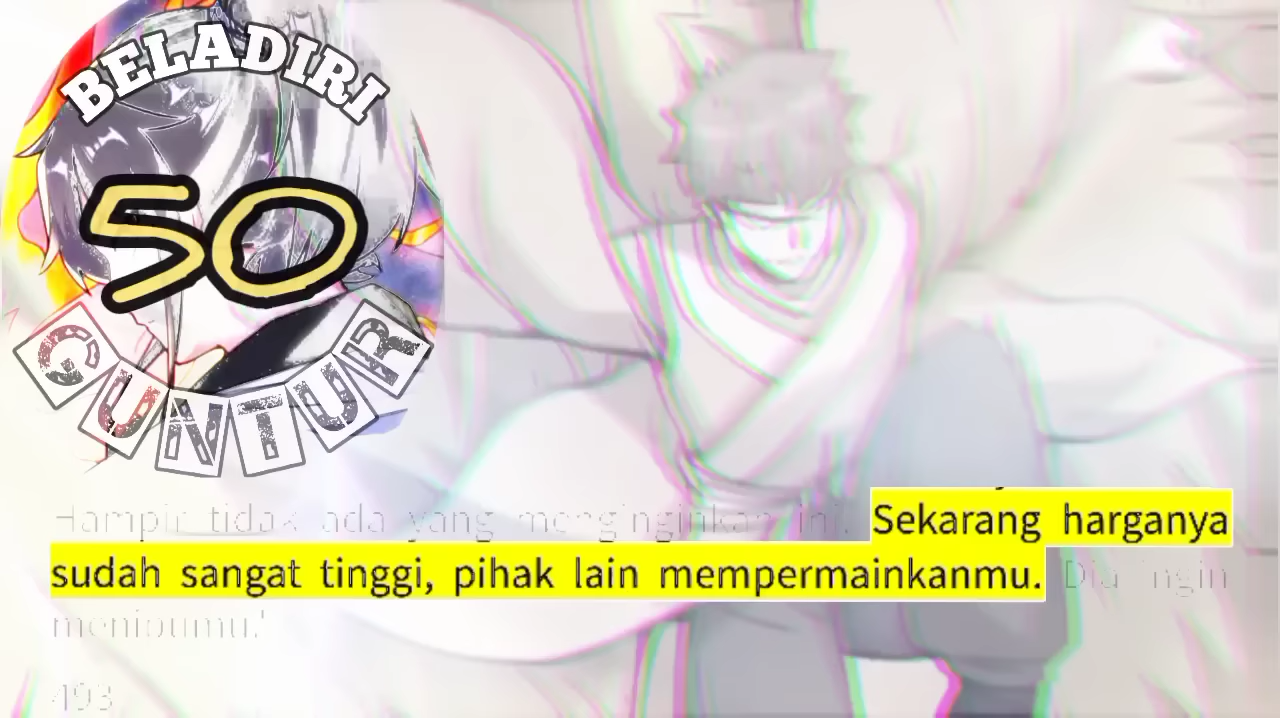 BELADIRI
50
GUNTUR
Hampir tidak ada yang menginginkan ini. Sekarang harganya
sudah sangat tinggi, pihak lain mempermainkanmu. Dia ingin
menipumu.'
493